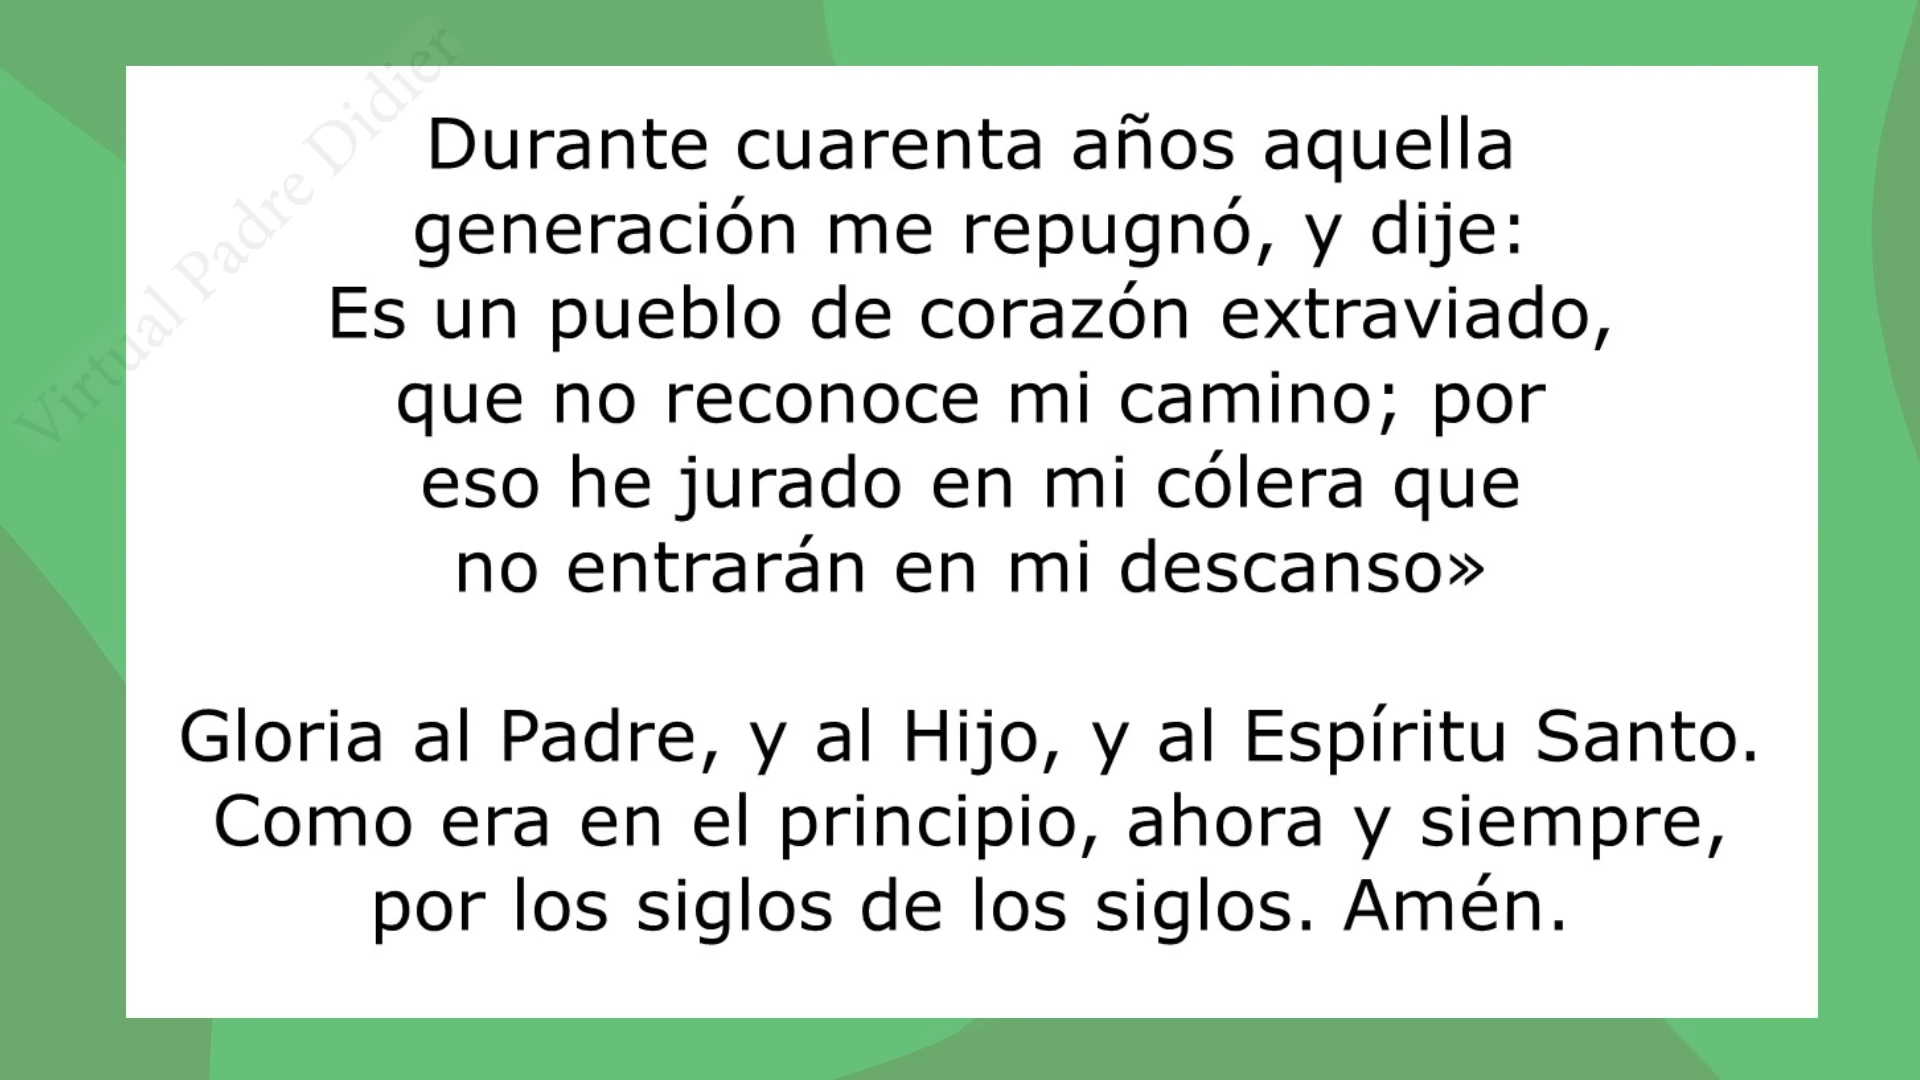 Virtual Padre Didier
Durante cuarenta años aquella
generación me repugnó, y dije:
Es un pueblo de corazón extraviado,
que no reconoce mi camino; por
eso he jurado en mi cólera que
no entrarán en mi descanso»
Gloria al Padre, y al Hijo, y al Espíritu Santo.
Como era en el principio, ahora y siempre,
por los siglos de los siglos. Amén.